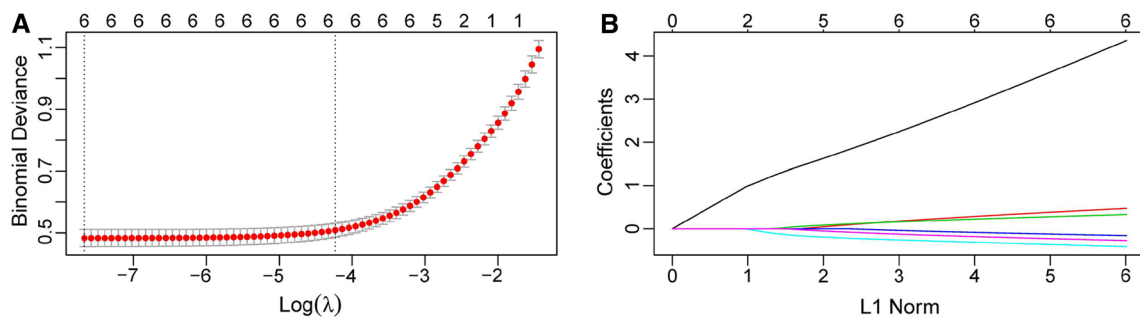 A
6 6 6 6 6 6 6 6 6 6 6 6 5 2 1 1
Binomial Deviance
1.1
0.9
0.7
0.5
−7 −6 −5 −4 −3 −2
Log(λ)
B
0 2 5 6 6 6 6
Coefficients
4
3
2
1
0
0 1 2 3 4 5 6
L1 Norm